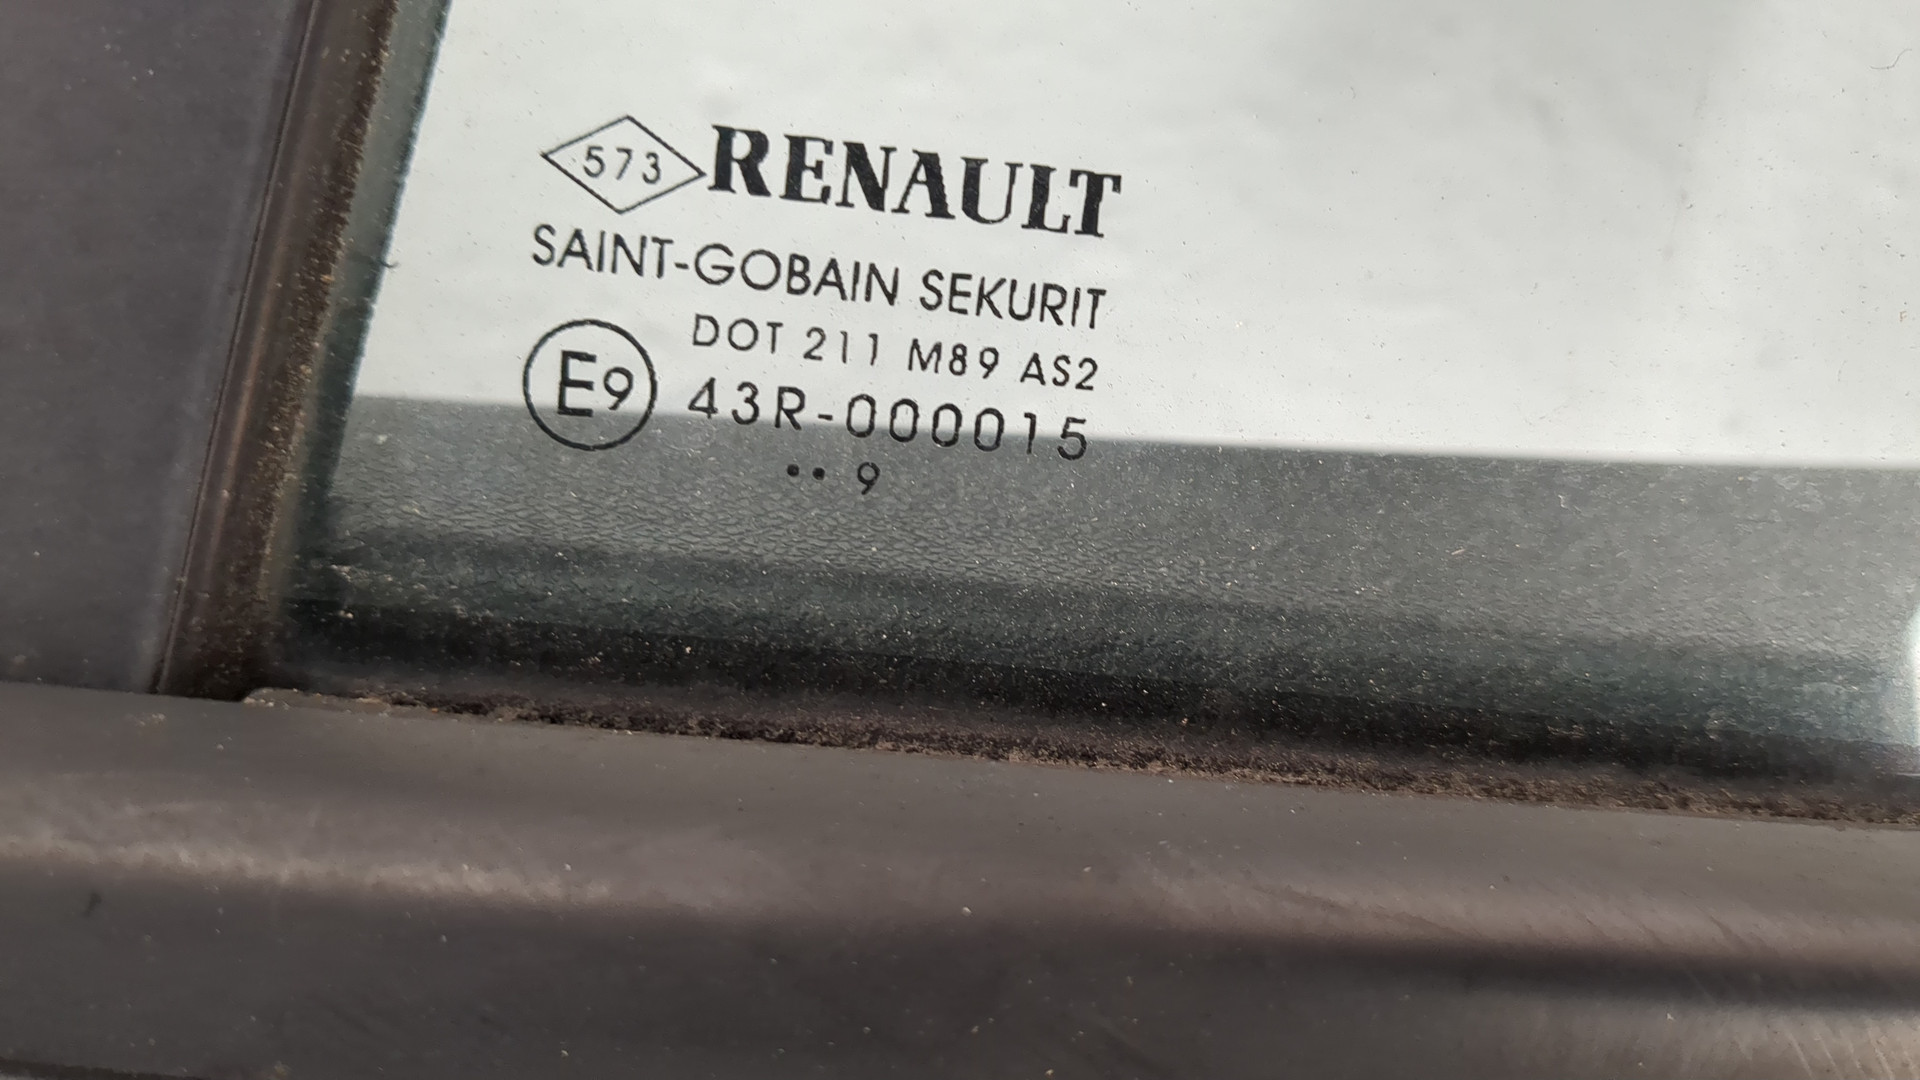 573 RENAULT
SAINT-GOBAIN SEKURIT
DOT 211 M89 AS2
E9 43R-000015
•• 9